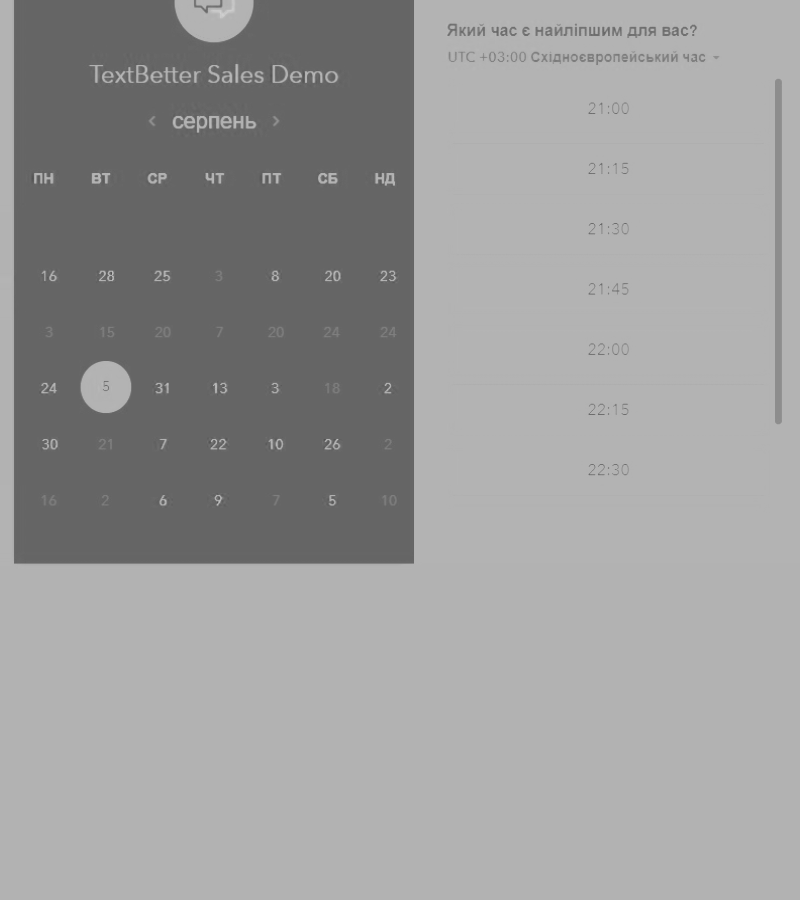 TextBetter Sales Demo
серпень
ПН ВТ СР ЧТ ПТ СБ НД
16 28 25 3 8 20 23
3 15 20 7 20 24 24
24 5 31 13 3 18 2
30 21 7 22 10 26 2
16 2 6 9 7 5 10
Який час є найліпшим для вас?
UTC +03:00 Східноєвропейський час
21:00
21:15
21:30
21:45
22:00
22:15
22:30